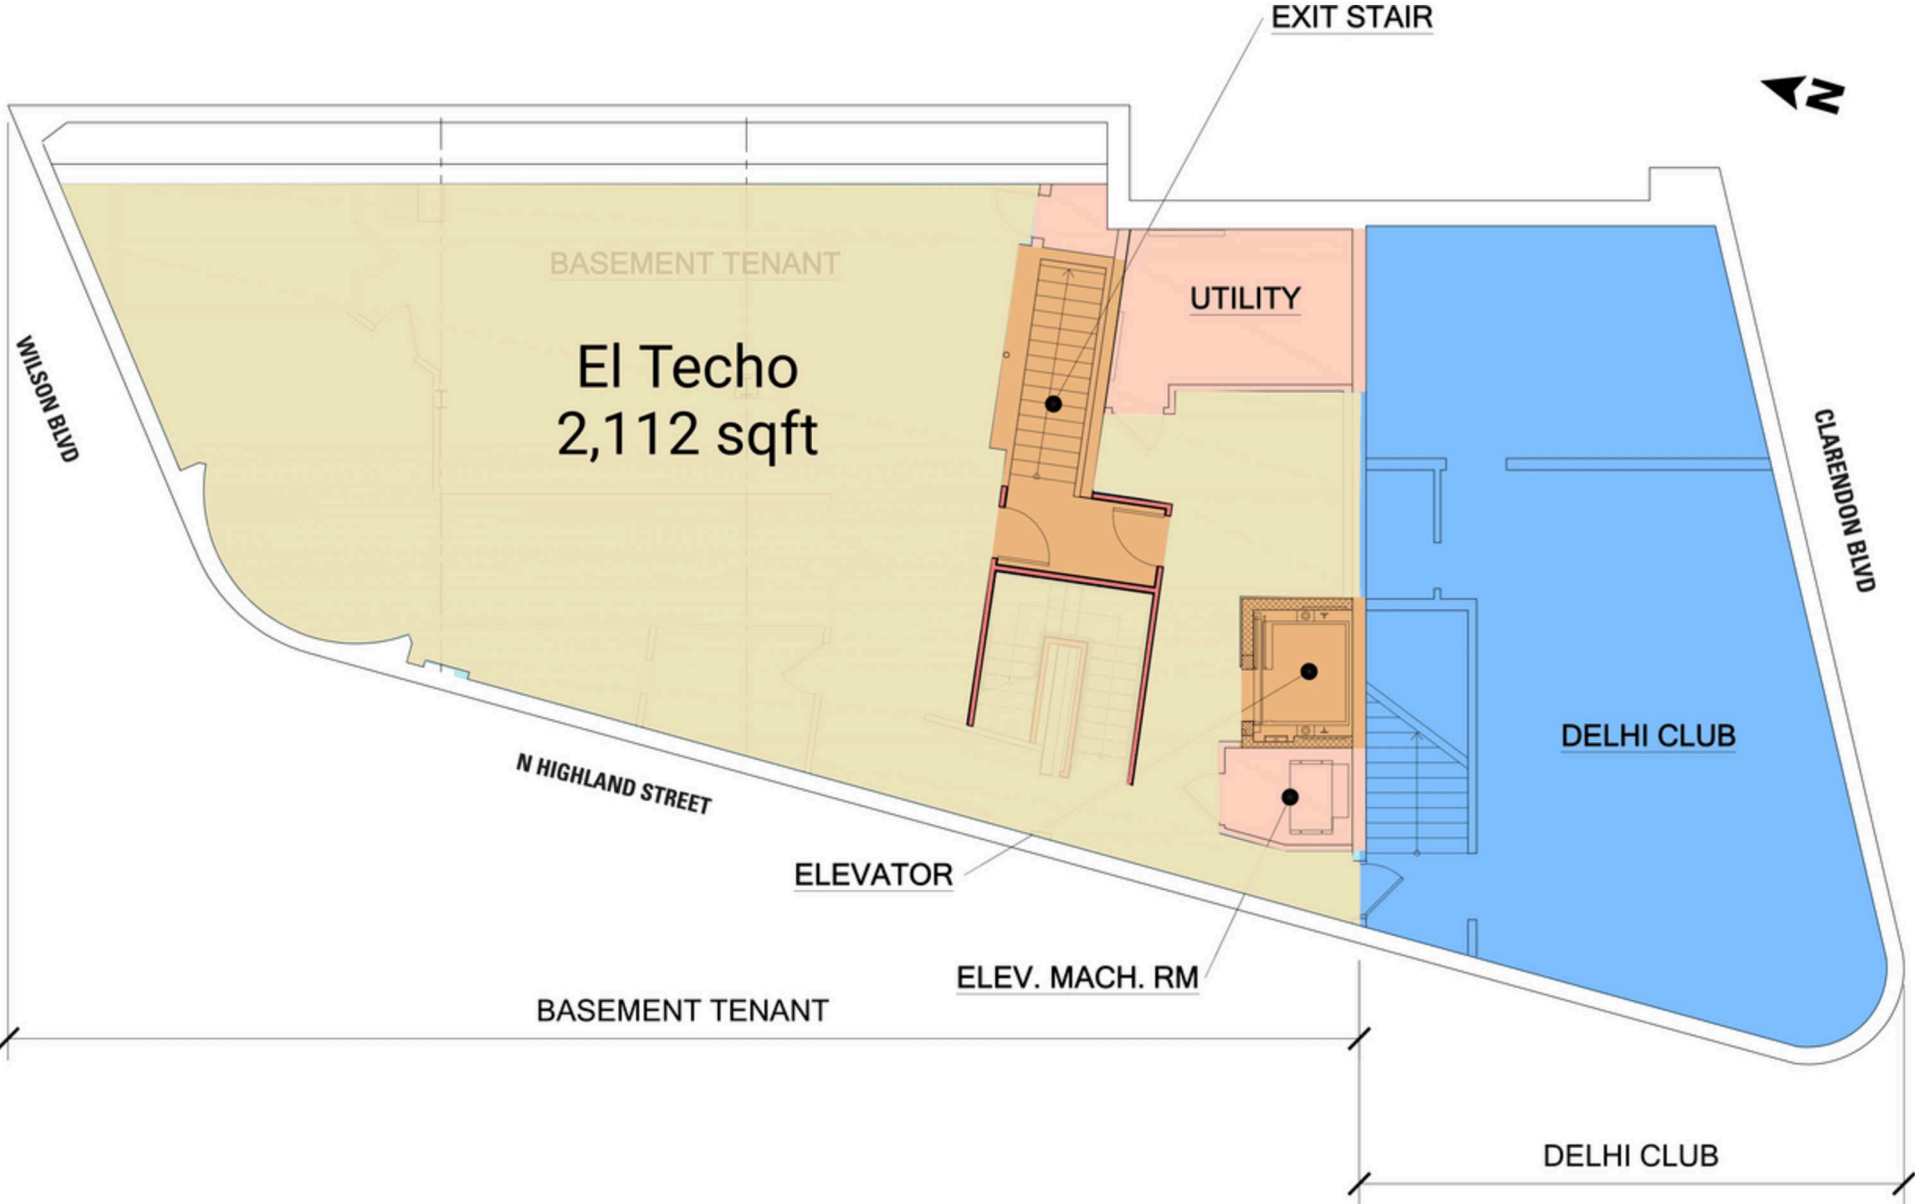 EXIT STAIR
N
BASEMENT TENANT
UTILITY
El Techo
2,112 sqft
WILSON BLVD
CLARENDON BLVD
DELHI CLUB
N HIGHLAND STREET
ELEVATOR
ELEV. MACH. RM
BASEMENT TENANT
DELHI CLUB